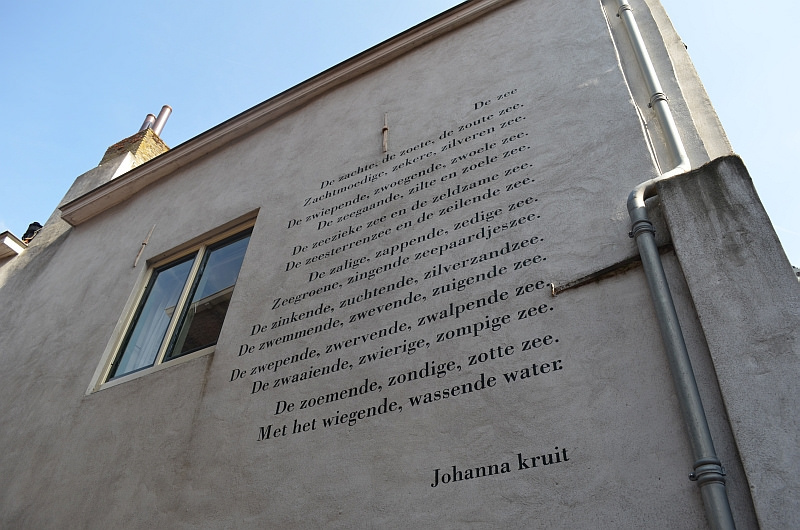 De zee
De zachte, de zoete, de zoute zee.
Zachtmoedige, zekere, zilveren zee.
De zwiepende, zwoegende, zwoele zee.
De zeegaande, zilte en zoele zee.
De zeezieke zee en de zeldzame zee.
De zeesterrenzee en de zeilende zee.
De zalige, zappende, zedige zee.
Zeegroene, zingende zeepaardjeszee.
De zinkende, zuchtende, zilverzandzee.
De zwemmende, zwevende, zuigende zee.
De zwepende, zwervende, zwalpende zee.
De zwaaiende, zwierige, zompige zee.
De zoemende, zondige, zotte zee.
Met het wiegende, wassende water.
Johanna kruit